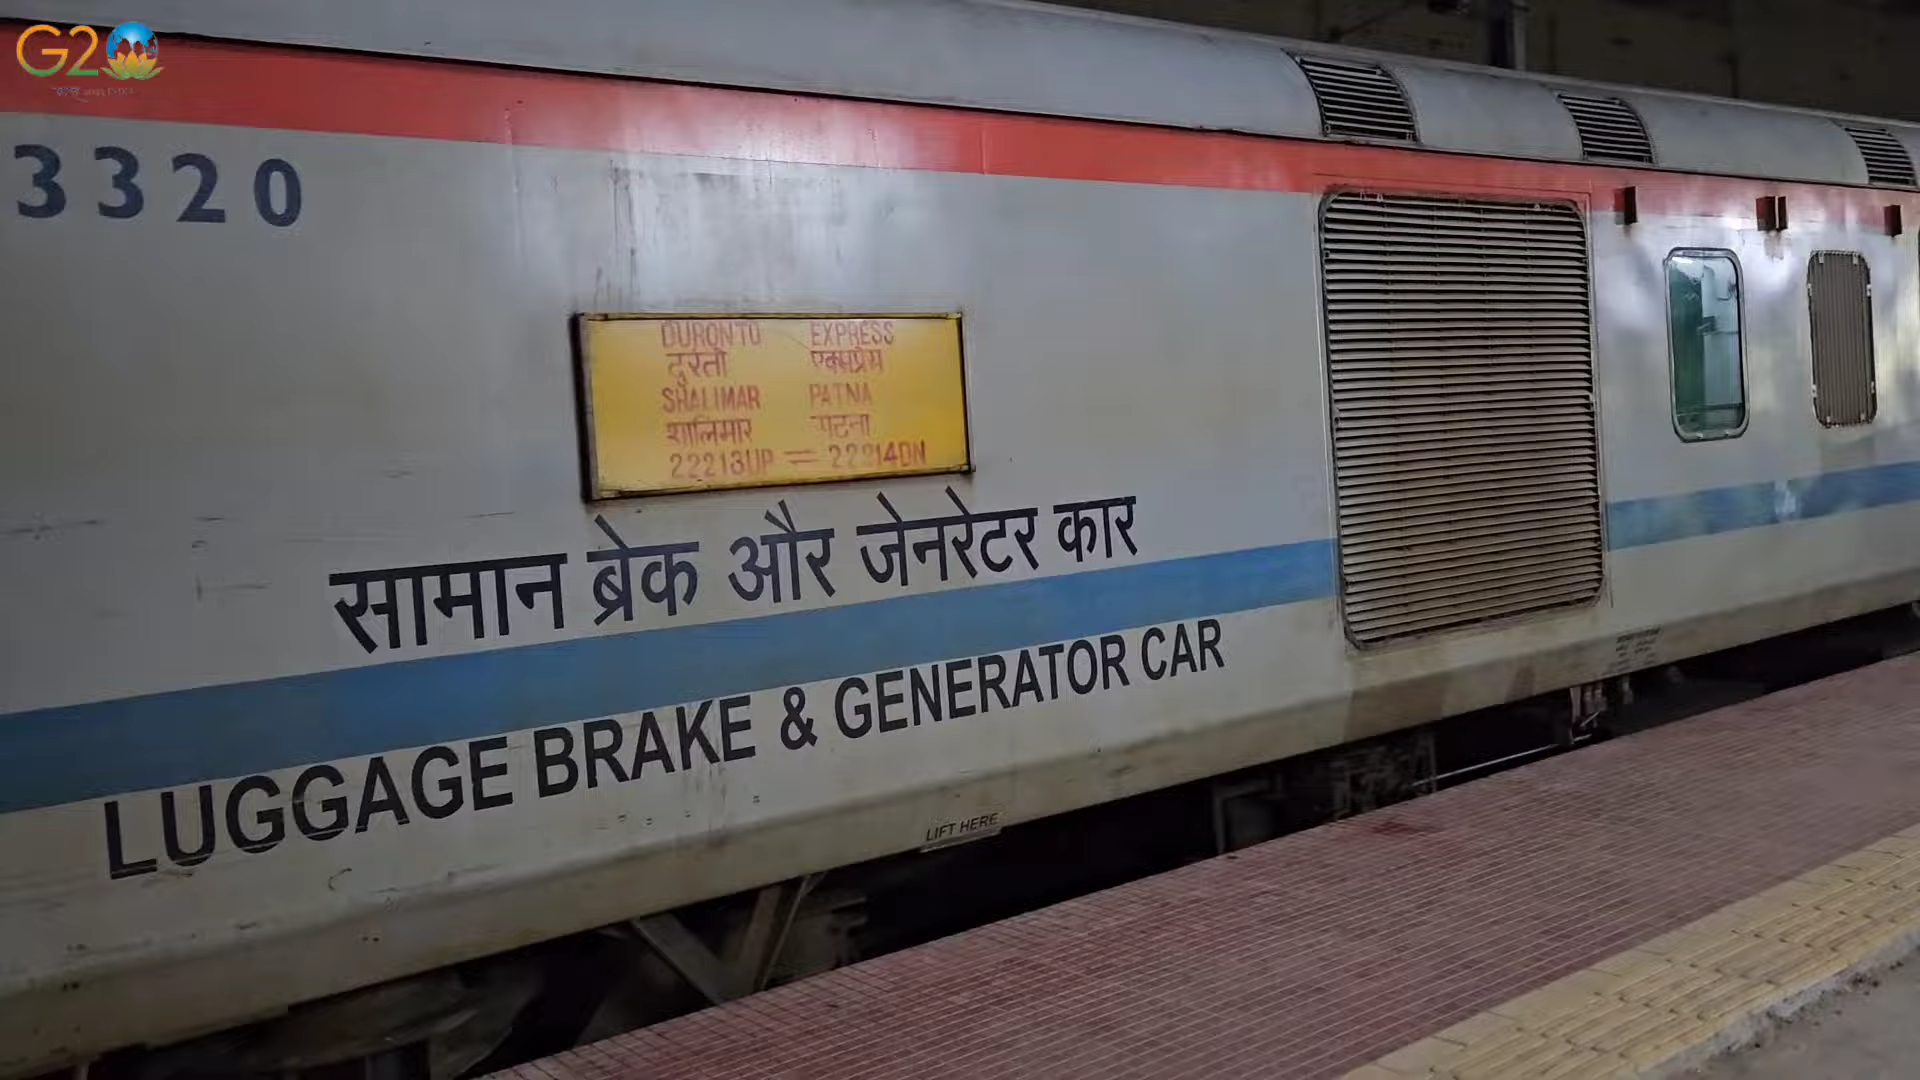 G20
3320
DURONTO EXPRESS
दुरंतो एक्सप्रेस
SHALIMAR PATNA
शालिमार पटना
22213UP = 22214DN
सामान ब्रेक और जेनरेटर कार
LUGGAGE BRAKE & GENERATOR CAR
LIFT HERE